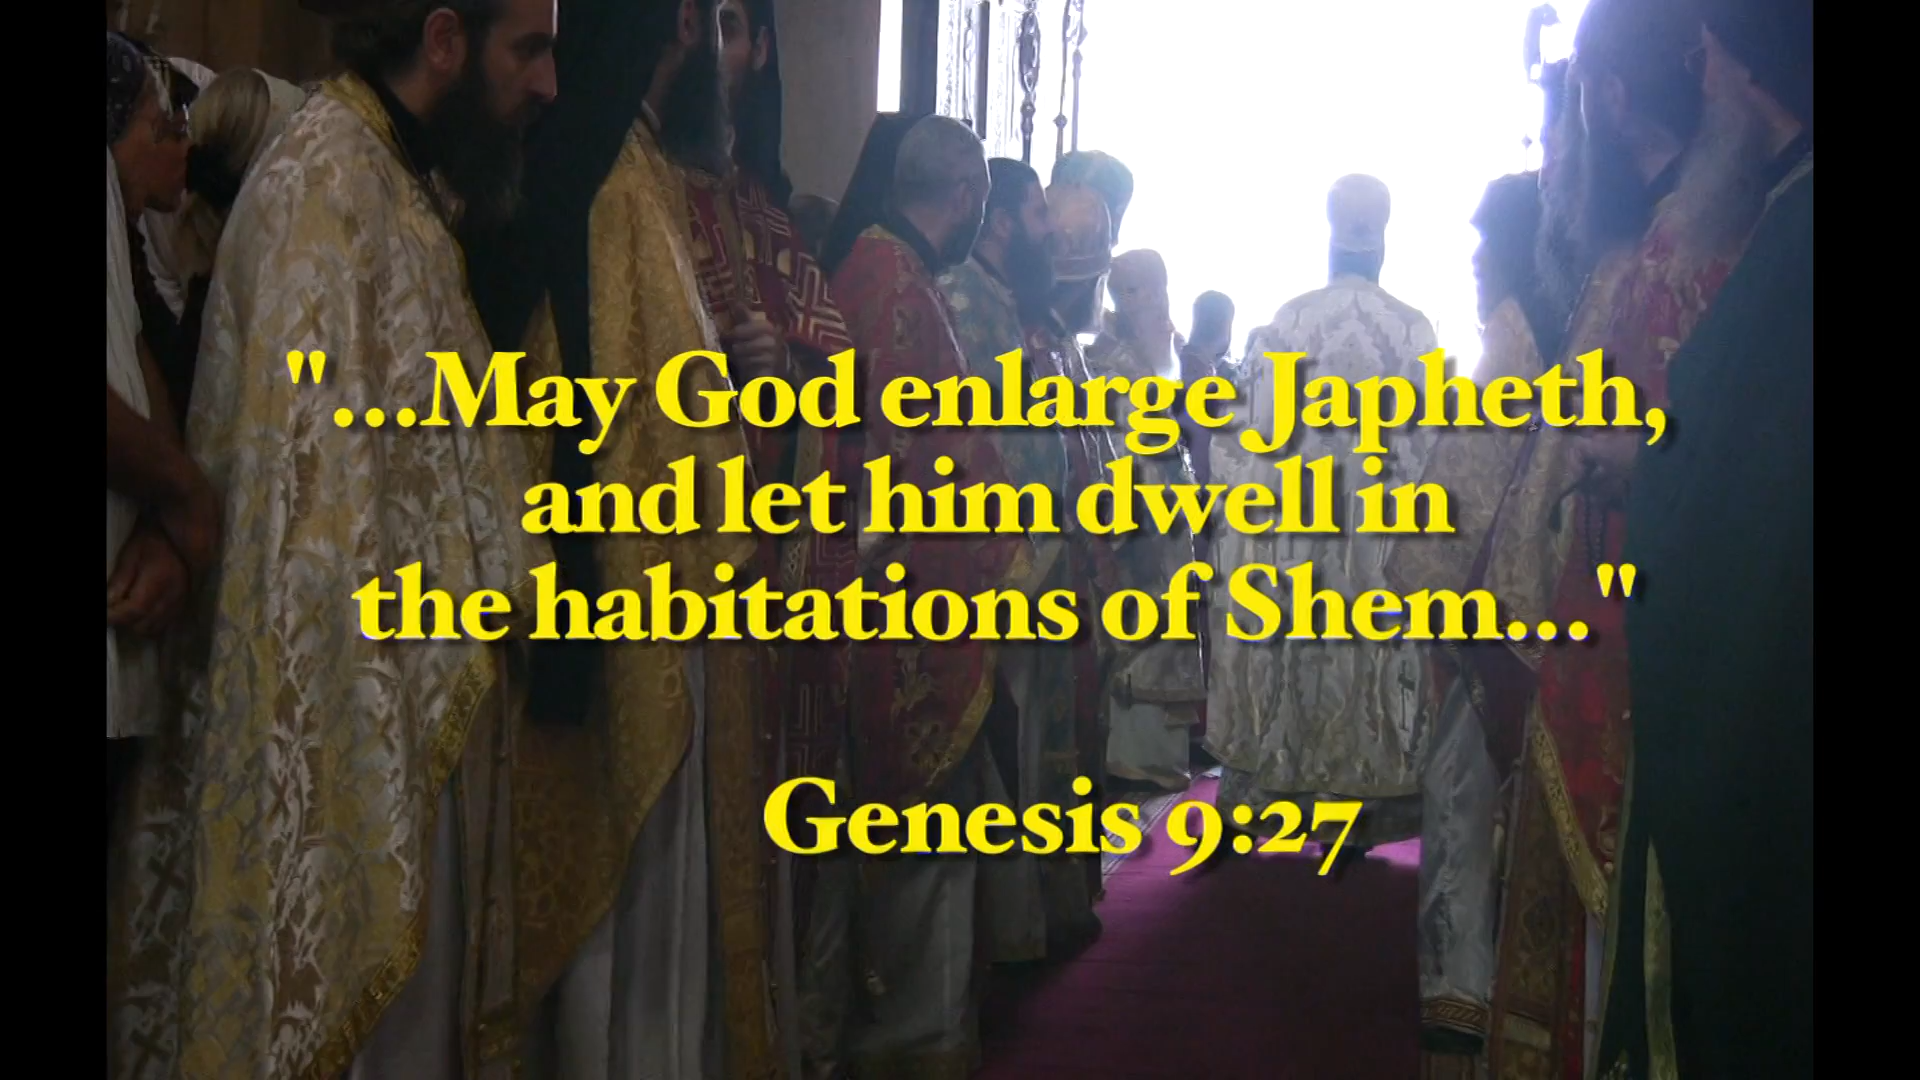 "...May God enlarge Japheth,
and let him dwell in
the habitations of Shem..."
Genesis 9:27